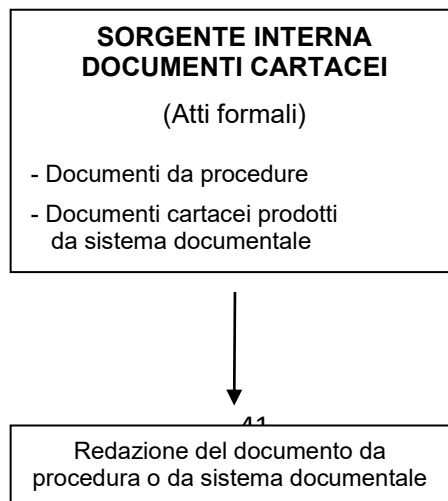 SORGENTE INTERNA
DOCUMENTI CARTACEI
(Atti formali)
- Documenti da procedure
- Documenti cartacei prodotti
da sistema documentale
41
Redazione del documento da
procedura o da sistema documentale